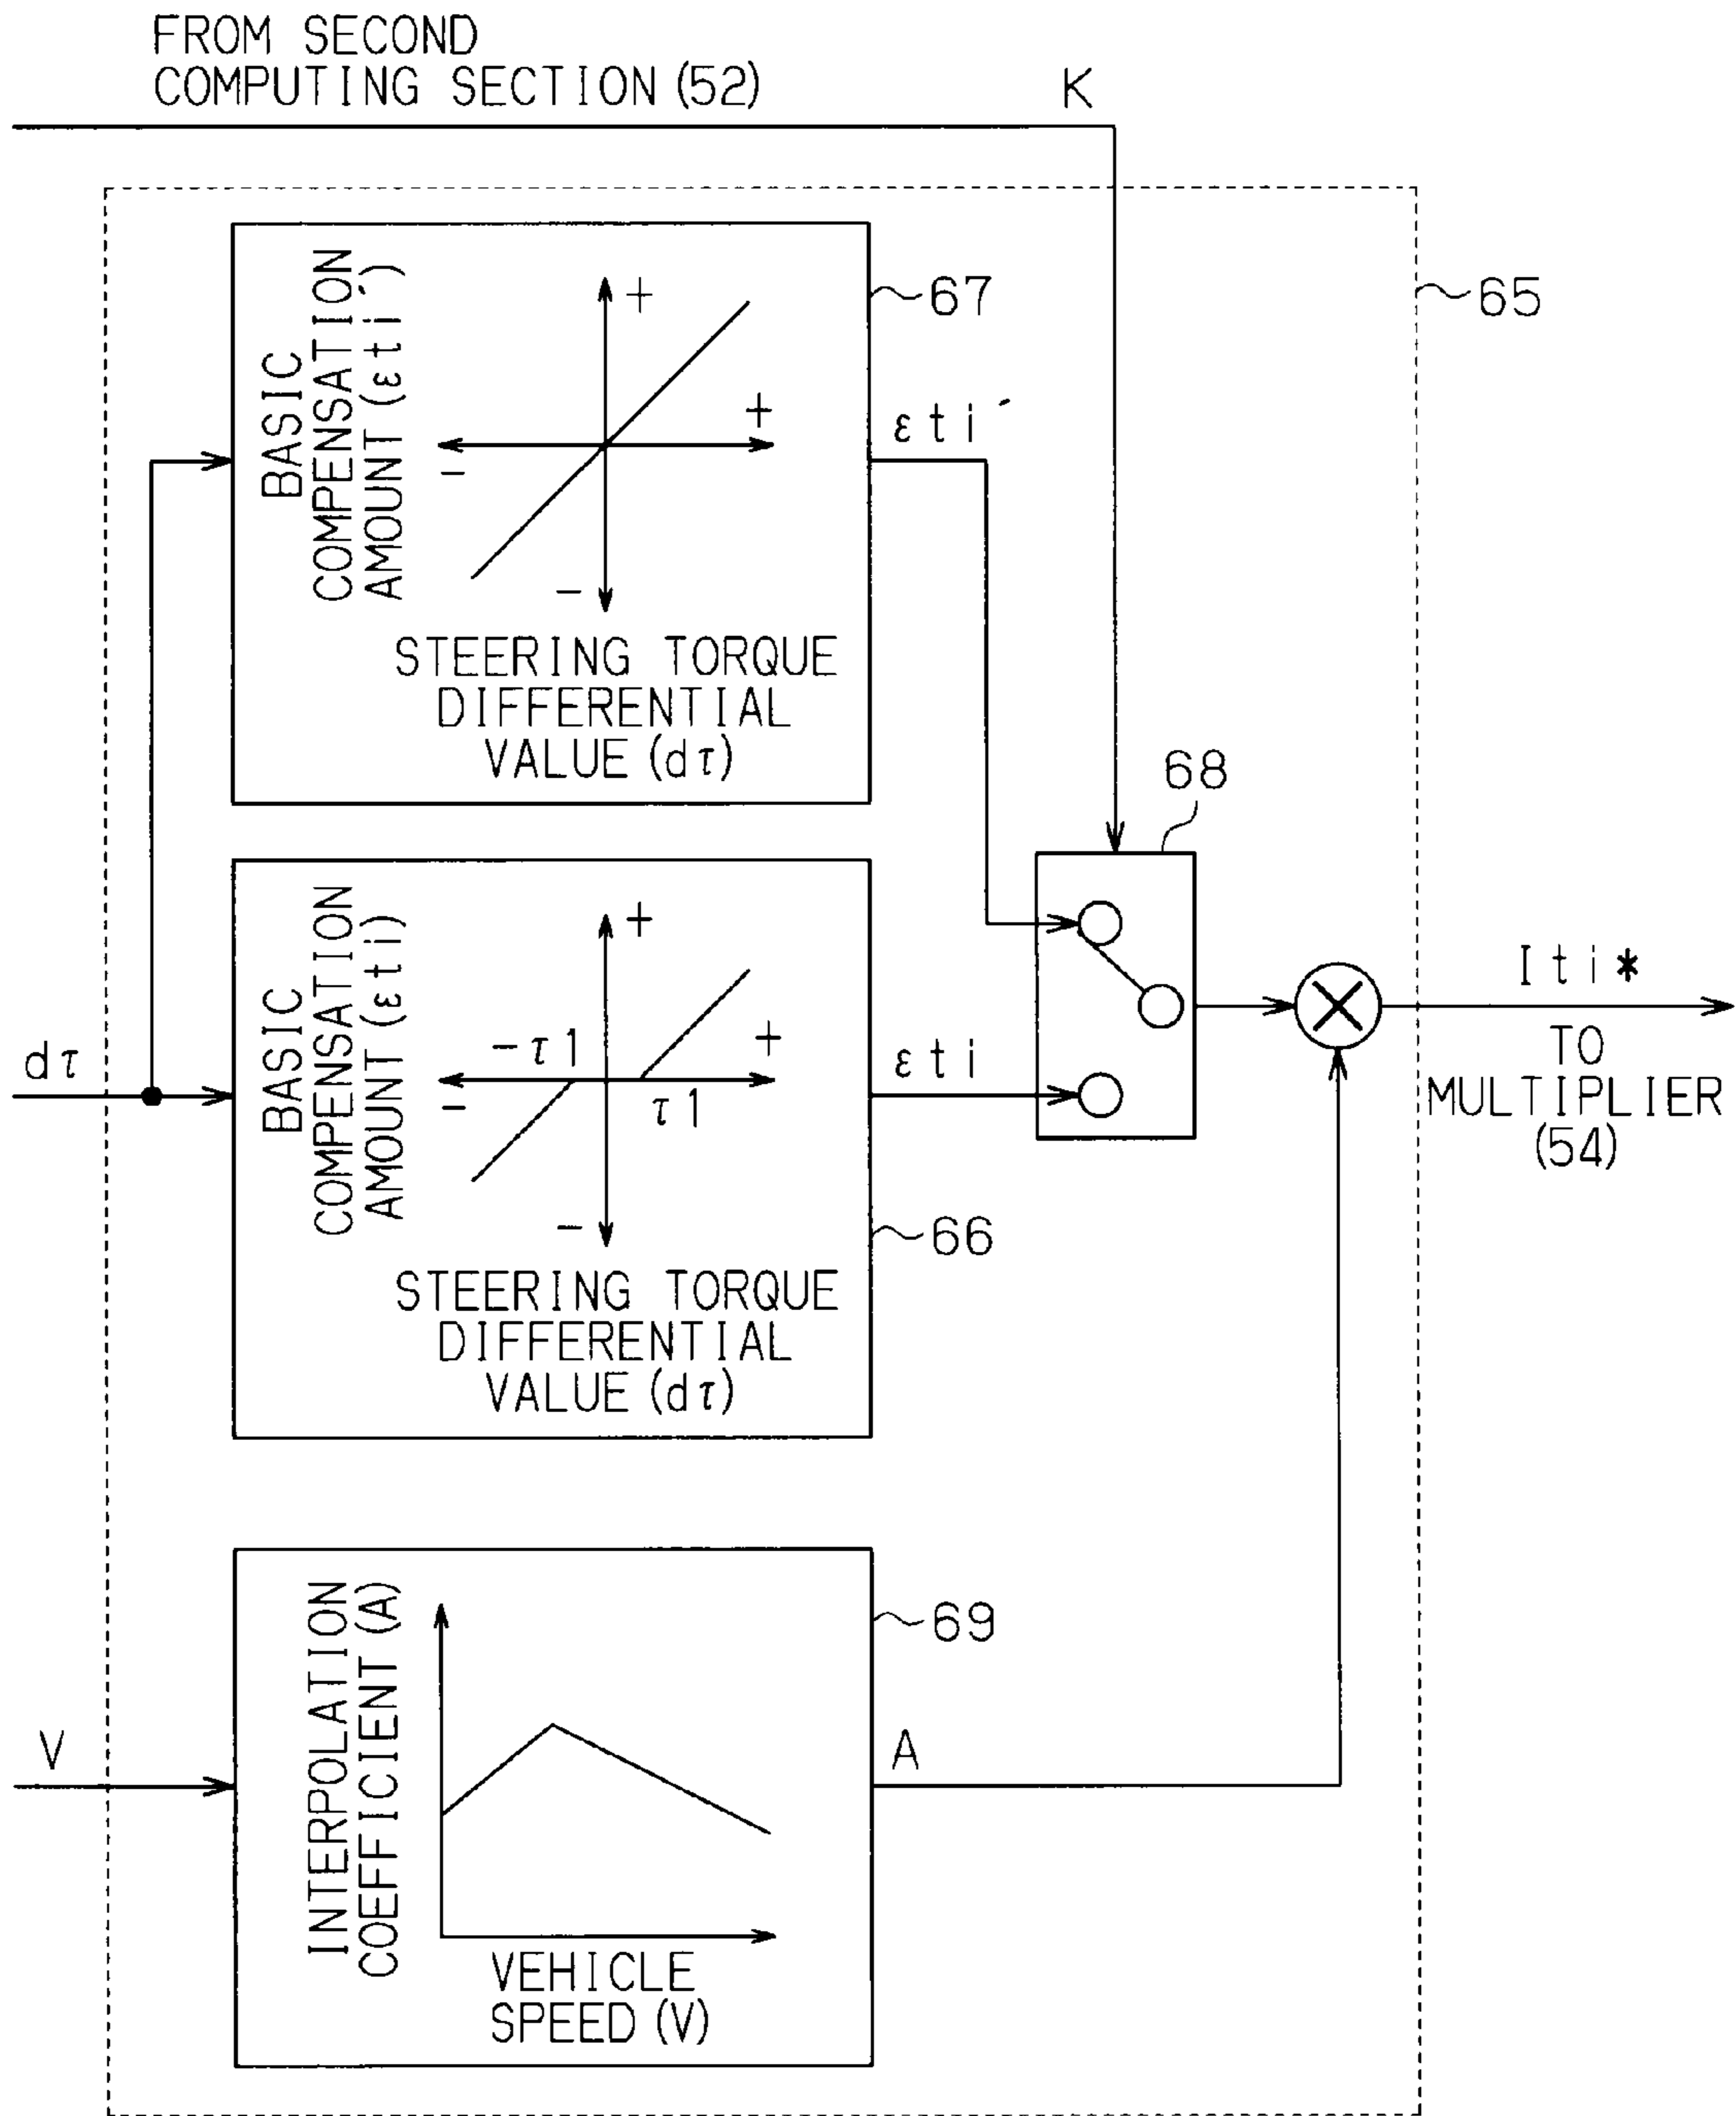 FROM SECOND
COMPUTING SECTION (52)
K
BASIC
COMPENSATION
AMOUNT (εti´)
+
+
-
-
STEERING TORQUE
DIFFERENTIAL
VALUE (dτ)
67
65
εti´
68
BASIC
COMPENSATION
AMOUNT (εti)
+
-τ1
+
-
τ1
-
STEERING TORQUE
DIFFERENTIAL
VALUE (dτ)
dτ
εti
66
Iti*
TO
MULTIPLIER
(54)
INTERPOLATION
COEFFICIENT (A)
VEHICLE
SPEED (V)
69
V
A